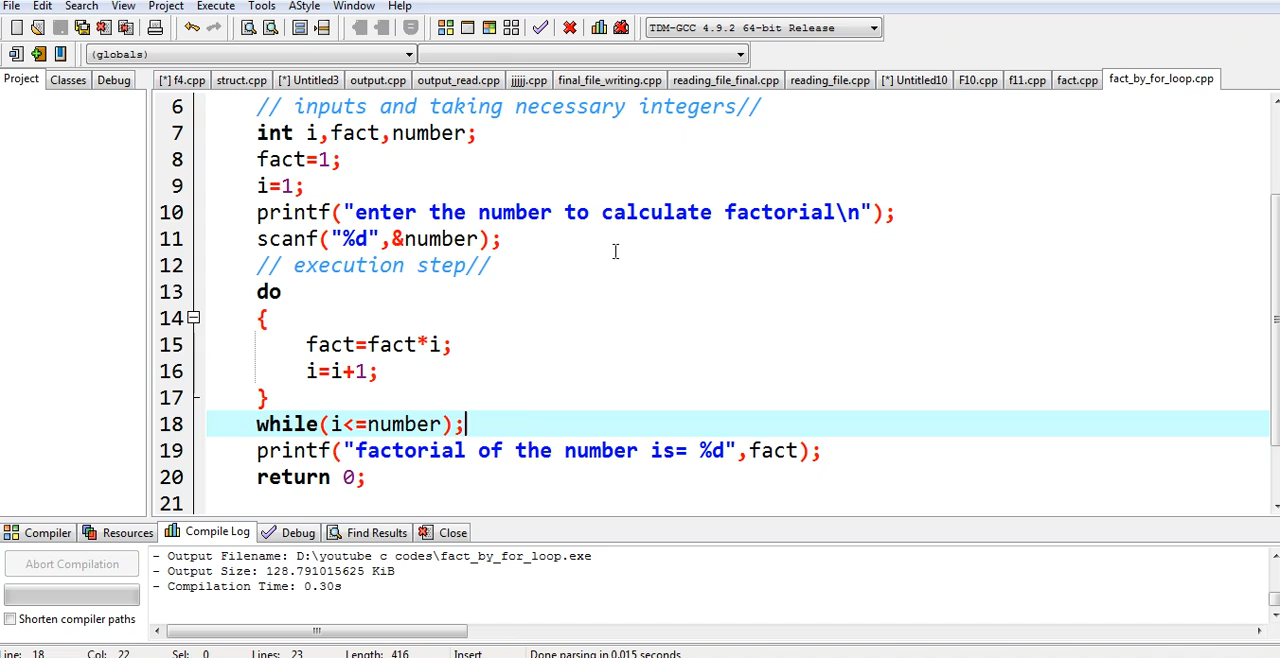 File Edit Search View Project Execute Tools AStyle Window Help
TDM-GCC 4.9.2 64-bit Release
(globals)
Project Classes Debug [*] f4.cpp struct.cpp [*] Untitled3 output.cpp output_read.cpp jjjjj.cpp final_file_writing.cpp reading_file_final.cpp reading_file.cpp [*] Untitled10 F10.cpp f11.cpp fact.cpp fact_by_for_loop.cpp
6 // inputs and taking necessary integers//
7 int i,fact,number;
8 fact=1;
9 i=1;
10 printf("enter the number to calculate factorial\n");
11 scanf("%d",&number);
12 // execution step//
13 do
14 {
15 fact=fact*i;
16 i=i+1;
17 }
18 while(i<=number);
19 printf("factorial of the number is= %d",fact);
20 return 0;
21
Compiler Resources Compile Log Debug Find Results Close
Abort Compilation
- Output Filename: D:\youtube c codes\fact_by_for_loop.exe
- Output Size: 128.791015625 KiB
- Compilation Time: 0.30s
Shorten compiler paths
Line: 18 Col: 22 Sel: 0 Lines: 23 Length: 416 Insert Done parsing in 0.015 seconds